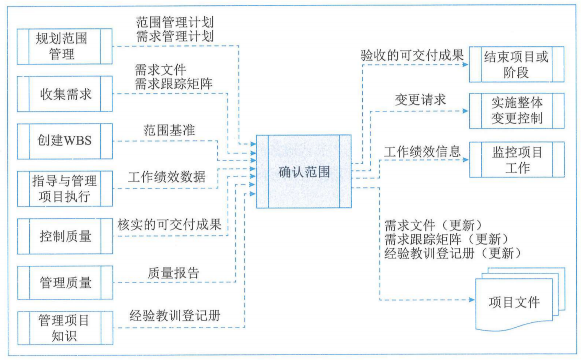 规划范围
管理
范围管理计划
需求管理计划
收集需求
需求文件
需求跟踪矩阵
创建WBS
范围基准
指导与管理
项目执行
工作绩效数据
控制质量
核实的可交付成果
管理质量
质量报告
管理项目
知识
经验教训登记册
确认范围
验收的可交付成果
结束项目或
阶段
变更请求
实施整体
变更控制
工作绩效信息
监控项目
工作
需求文件（更新）
需求跟踪矩阵（更新）
经验教训登记册（更新）
项目文件